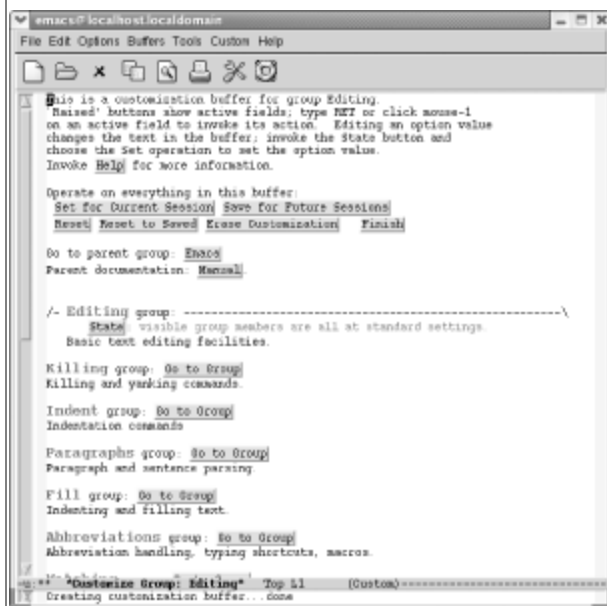 emacs@localhost.localdomain
File Edit Options Buffers Tools Custom Help
This is a customization buffer for group Editing.
`Raised' buttons show active fields; type RET or click mouse-1
on an active field to invoke its action. Editing an option value
changes the text in the buffer; invoke the State button and
choose the Set operation to set the option value.
Invoke Help for more information.
Operate on everything in this buffer:
Set for Current Session Save for Future Sessions
Reset Reset to Saved Erase Customization Finish
Go to parent group: Emacs
Parent documentation: Manual.
/- Editing group: -------------------------------------------------------\
State: visible group members are all at standard settings.
Basic text editing facilities.
Killing group: Go to Group
Killing and yanking commands.
Indent group: Go to Group
Indentation commands
Paragraphs group: Go to Group
Paragraph and sentence parsing.
Fill group: Go to Group
Indenting and filling text.
Abbreviations group: Go to Group
Abbreviation handling, typing shortcuts, macros.
-u:** *Customize Group: Editing* Top L1 (Custom)------------------------------
Creating customization buffer...done